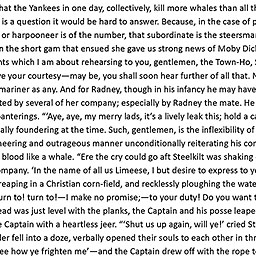 hat the Yankees in one day, collectively, kill more whales than all th
is a question it would be hard to answer. Because, in the case of p
or harpooneer is of the number, that subordinate is the steersman
n the short gam that ensued she gave us strong news of Moby Dic
nts which I am about rehearsing to you, gentlemen, the Town-Ho, S
ve your courtesy—may be, you shall soon hear further of all that. N
mariner as any. And for Radney, though in his infancy he may have
ted by several of her company; especially by Radney the mate. He
anterings. “‘Aye, aye, my merry lads, it’s a lively leak this; hold a ca
ally foundering at the time. Such, gentlemen, is the inflexibility of
neering and outrageous manner unconditionally reiterating his com
blood like a whale. “Ere the cry could go aft Steelkilt was shaking
ompany. ‘In the name of all us Limeese, I but desire to express to yo
reaping in a Christian corn-field, and recklessly ploughing the wate
urn to! turn to!—I make no promise;—to your duty! Do you want t
ead was just level with the planks, the Captain and his posse leape
e Captain with a heartless jeer. “‘Shut us up again, will ye!’ cried St
der fell into a doze, verbally opened their souls to each other in thr
ee how ye frighten me’—and the Captain drew off with the rope to